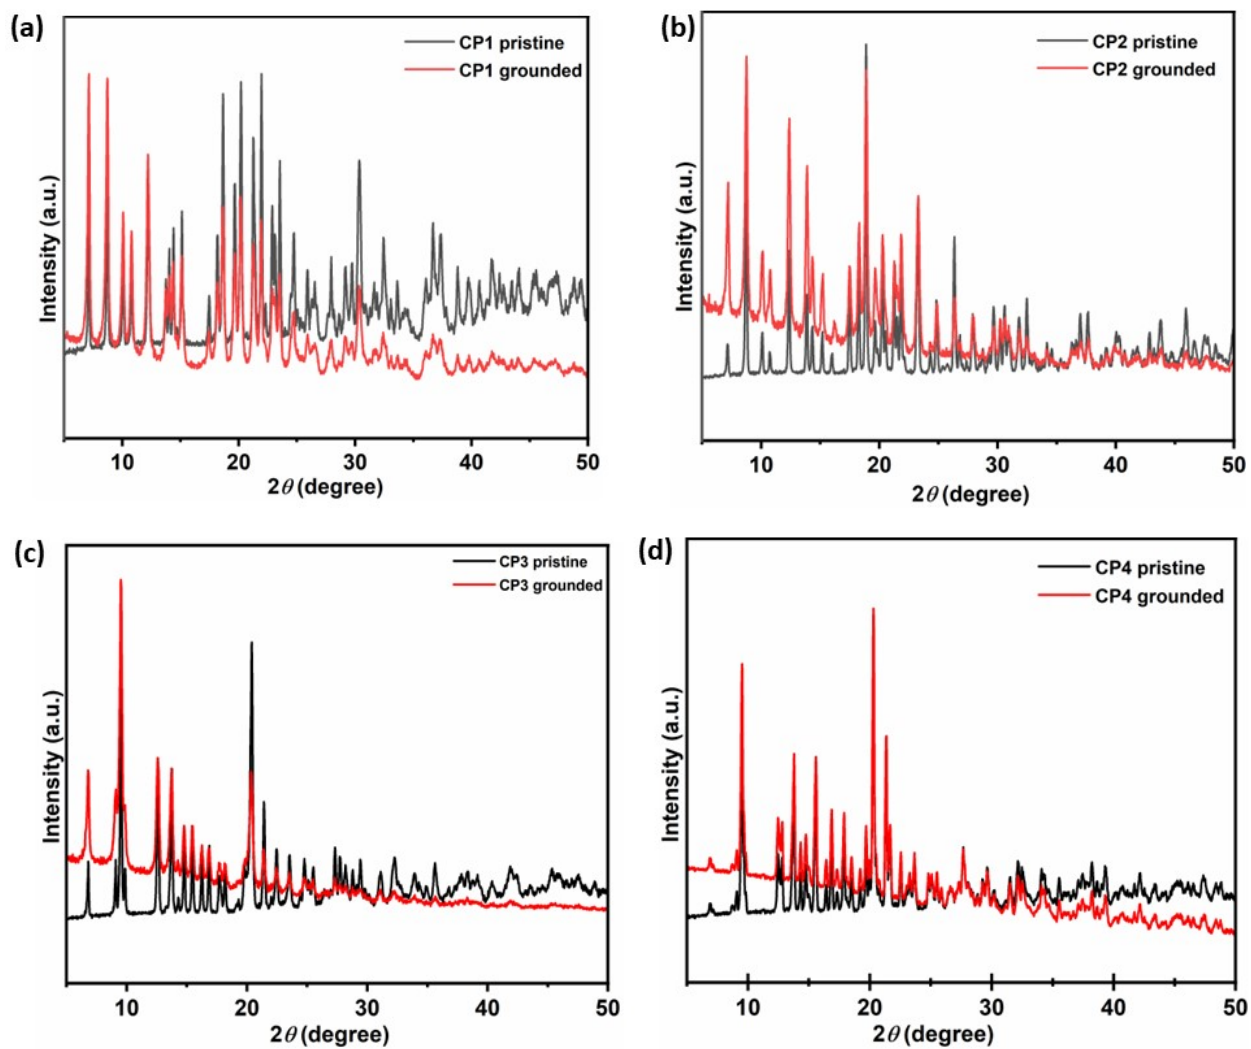 (a)
CP1 pristine
CP1 grounded
Intensity (a.u.)
10 20 30 40 50
2θ (degree)
(b)
CP2 pristine
CP2 grounded
Intensity (a.u.)
10 20 30 40 50
2θ (degree)
(c)
CP3 pristine
CP3 grounded
Intensity (a.u.)
10 20 30 40 50
2θ (degree)
(d)
CP4 pristine
CP4 grounded
Intensity (a.u.)
10 20 30 40 50
2θ (degree)